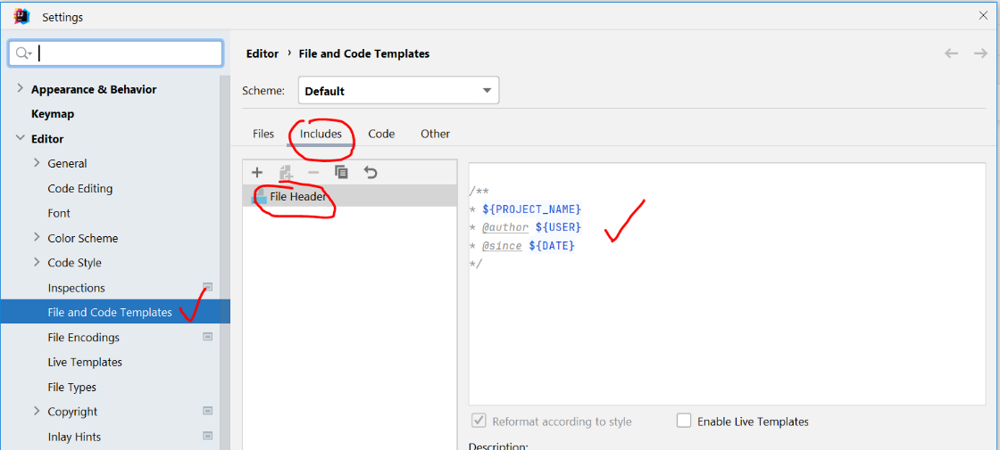 Settings
Editor › File and Code Templates
Appearance & Behavior
Scheme: Default
Keymap
Editor
Files Includes Code Other
General
Code Editing
File Header
Font
Color Scheme
Code Style
Inspections
File and Code Templates
File Encodings
Live Templates
File Types
Copyright
Inlay Hints
/**
* ${PROJECT_NAME}
* @author ${USER}
* @since ${DATE}
*/
Reformat according to style Enable Live Templates
Description: